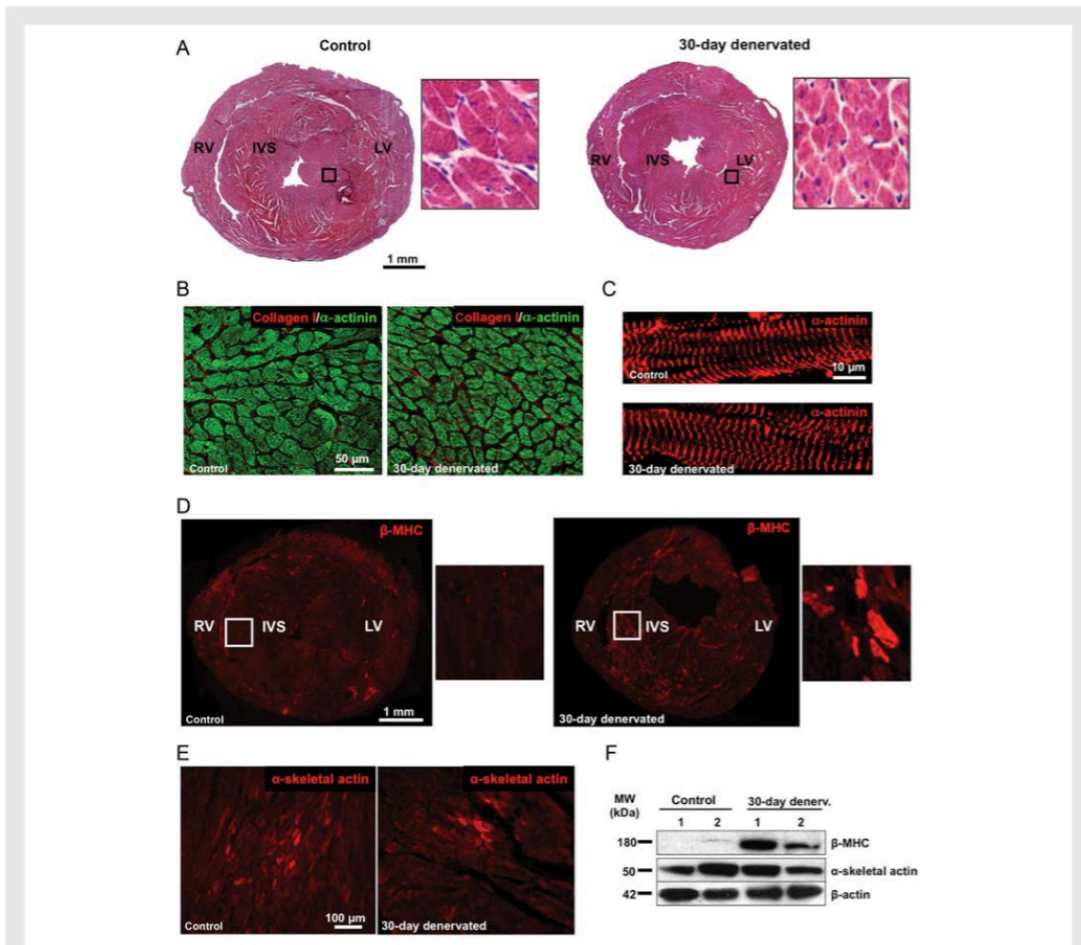 A
Control
30-day denervated
RV
IVS
LV
RV
IVS
LV
1 mm
B
Collagen I/α-actinin
Control
50 µm
Collagen I/α-actinin
30-day denervated
C
α-actinin
Control
10 µm
α-actinin
30-day denervated
D
β-MHC
RV
IVS
LV
Control
1 mm
β-MHC
RV
IVS
LV
30-day denervated
E
α-skeletal actin
Control
100 µm
α-skeletal actin
30-day denervated
F
MW
(kDa)
Control
30-day denerv.
1 2 1 2
180 β-MHC
50 α-skeletal actin
42 β-actin